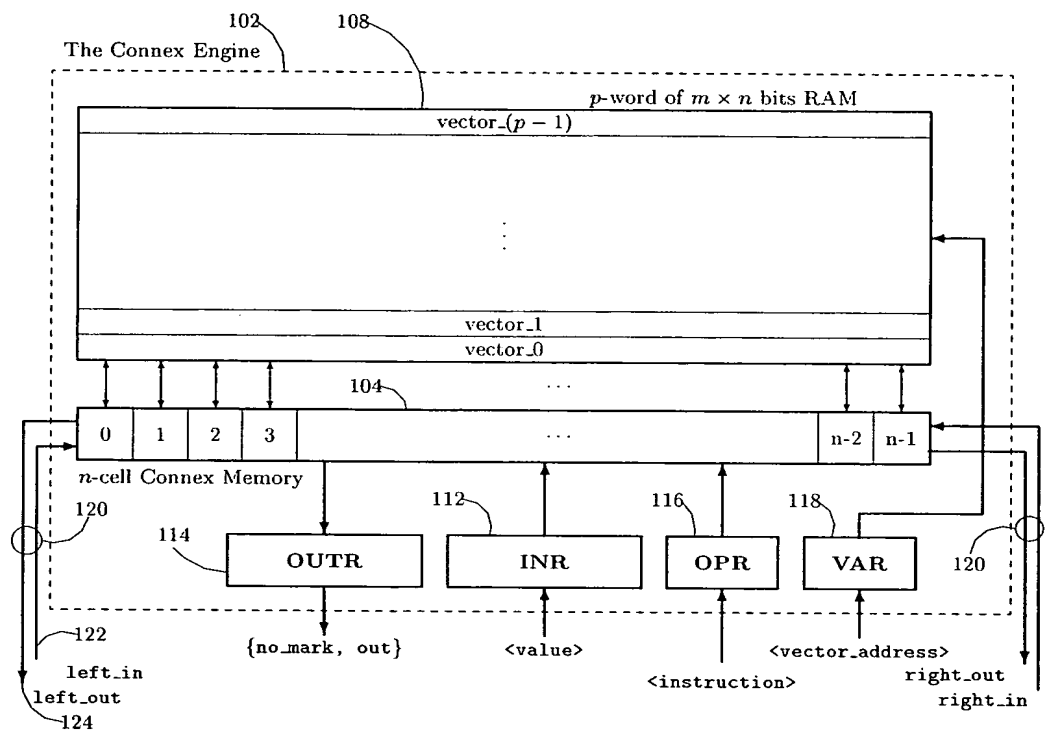 102
108
The Connex Engine
p-word of m × n bits RAM
vector_(p − 1)
⋮
vector_1
vector_0
104
···
0 1 2 3 ··· n-2 n-1
n-cell Connex Memory
120
114
112
116
118
120
OUTR
INR
OPR
VAR
122
{no_mark, out}
<value>
<vector_address>
left_in
<instruction>
right_out
left_out
right_in
124